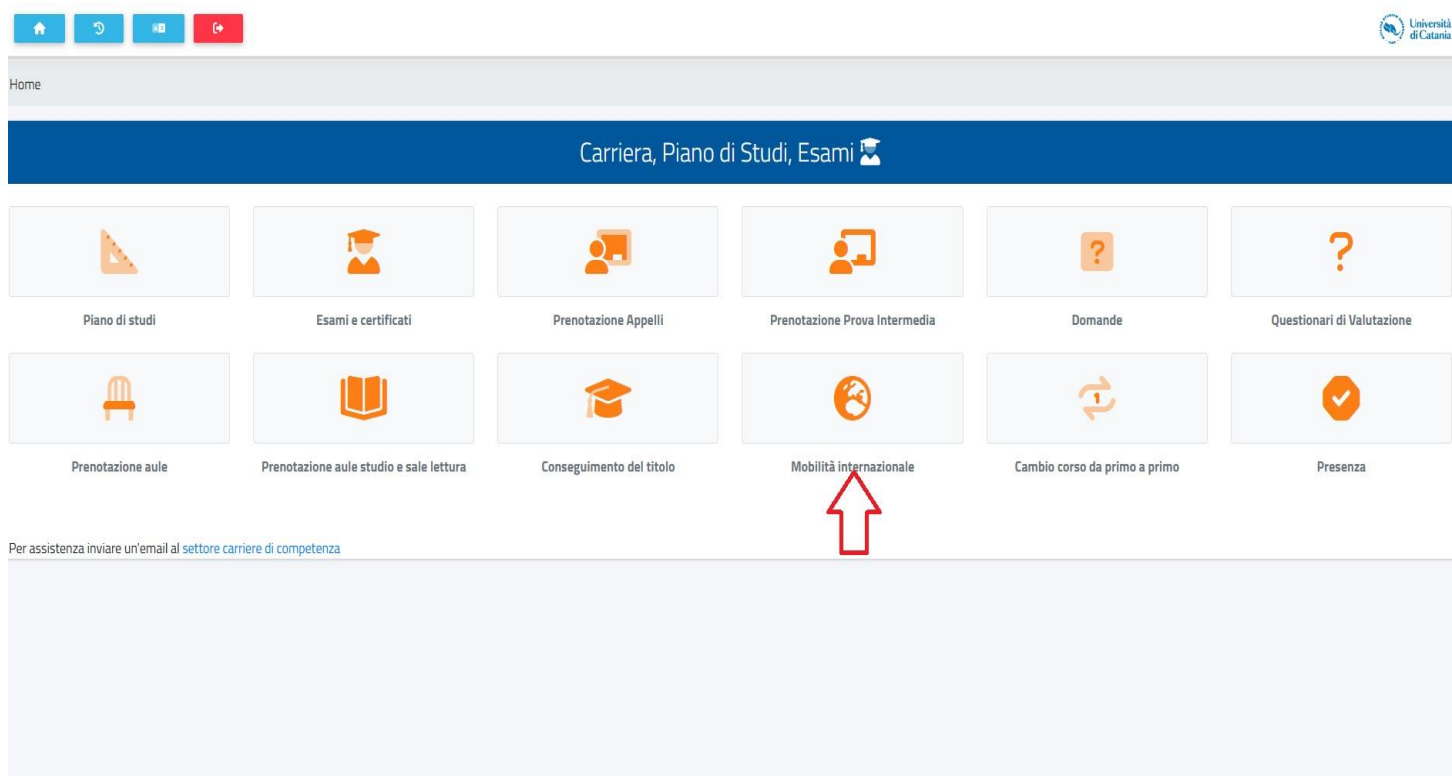 Università
di Catania
Home
Carriera, Piano di Studi, Esami
Piano di studi
Esami e certificati
Prenotazione Appelli
Prenotazione Prova Intermedia
Domande
Questionari di Valutazione
Prenotazione aule
Prenotazione aule studio e sale lettura
Conseguimento del titolo
Mobilità internazionale
Cambio corso da primo a primo
Presenza
Per assistenza inviare un'email al settore carriere di competenza